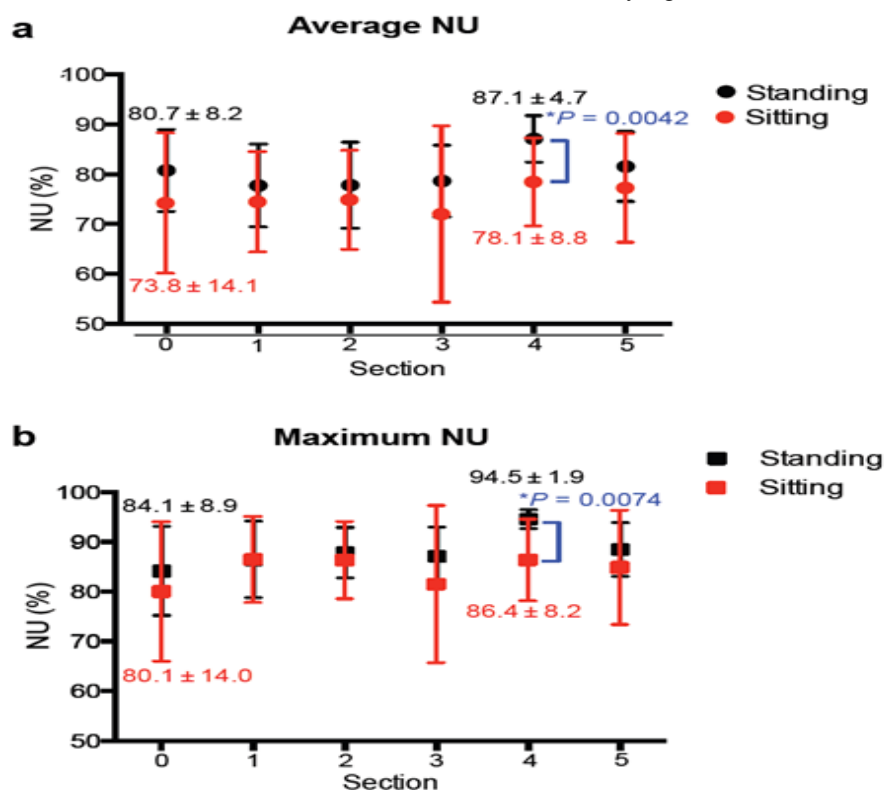 a
Average NU
100
90
80
70
60
50
NU (%)
80.7 ± 8.2
73.8 ± 14.1
87.1 ± 4.7
*P = 0.0042
78.1 ± 8.8
Standing
Sitting
0 1 2 3 4 5
Section
b
Maximum NU
100
90
80
70
60
50
NU (%)
84.1 ± 8.9
80.1 ± 14.0
94.5 ± 1.9
*P = 0.0074
86.4 ± 8.2
Standing
Sitting
0 1 2 3 4 5
Section